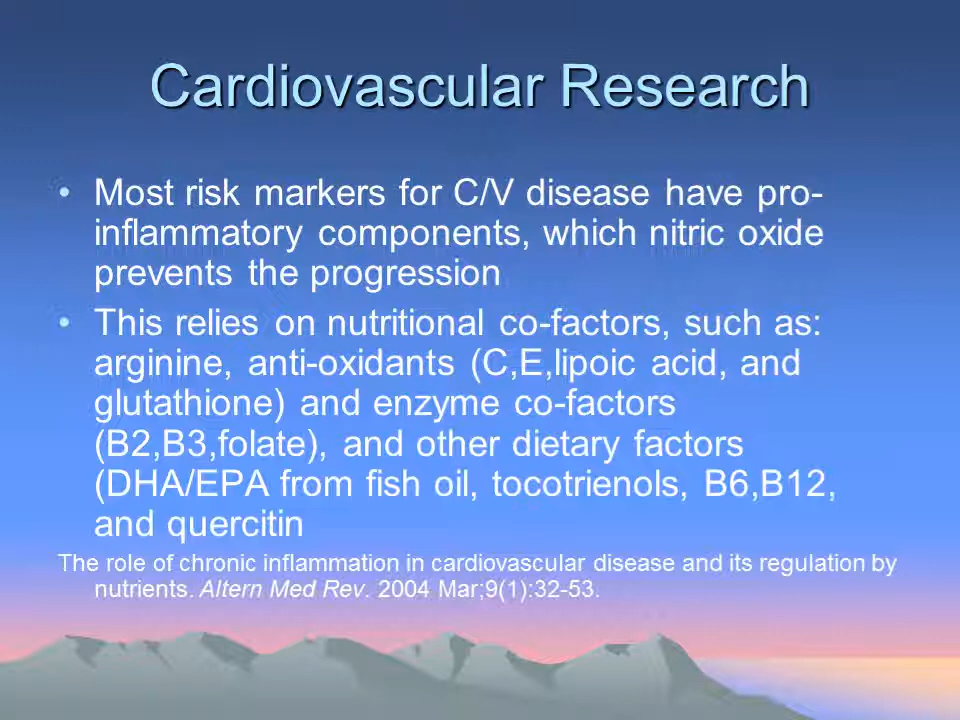 Cardiovascular Research
• Most risk markers for C/V disease have pro-
inflammatory components, which nitric oxide
prevents the progression
• This relies on nutritional co-factors, such as:
arginine, anti-oxidants (C,E,lipoic acid, and
glutathione) and enzyme co-factors
(B2,B3,folate), and other dietary factors
(DHA/EPA from fish oil, tocotrienols, B6,B12,
and quercitin
The role of chronic inflammation in cardiovascular disease and its regulation by
nutrients. Altern Med Rev. 2004 Mar;9(1):32-53.